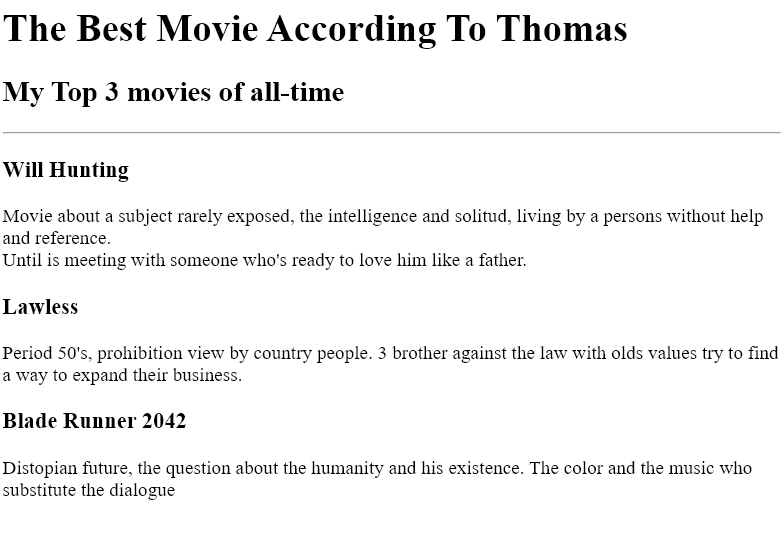 The Best Movie According To Thomas
My Top 3 movies of all-time
Will Hunting
Movie about a subject rarely exposed, the intelligence and solitud, living by a persons without help
and reference.
Until is meeting with someone who's ready to love him like a father.
Lawless
Period 50's, prohibition view by country people. 3 brother against the law with olds values try to find
a way to expand their business.
Blade Runner 2042
Distopian future, the question about the humanity and his existence. The color and the music who
substitute the dialogue